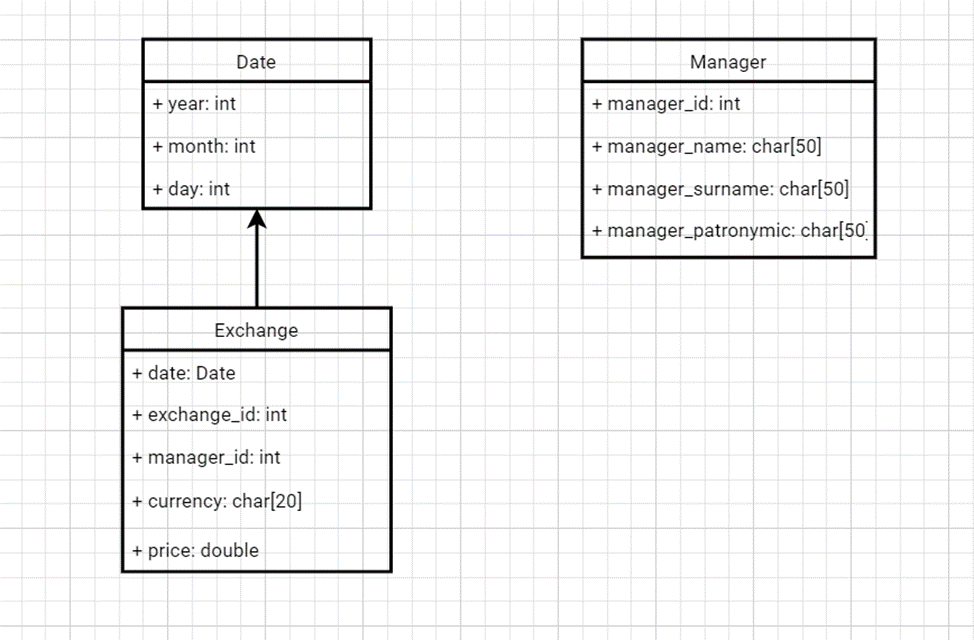 Date
+ year: int
+ month: int
+ day: int
Manager
+ manager_id: int
+ manager_name: char[50]
+ manager_surname: char[50]
+ manager_patronymic: char[50]
Exchange
+ date: Date
+ exchange_id: int
+ manager_id: int
+ currency: char[20]
+ price: double